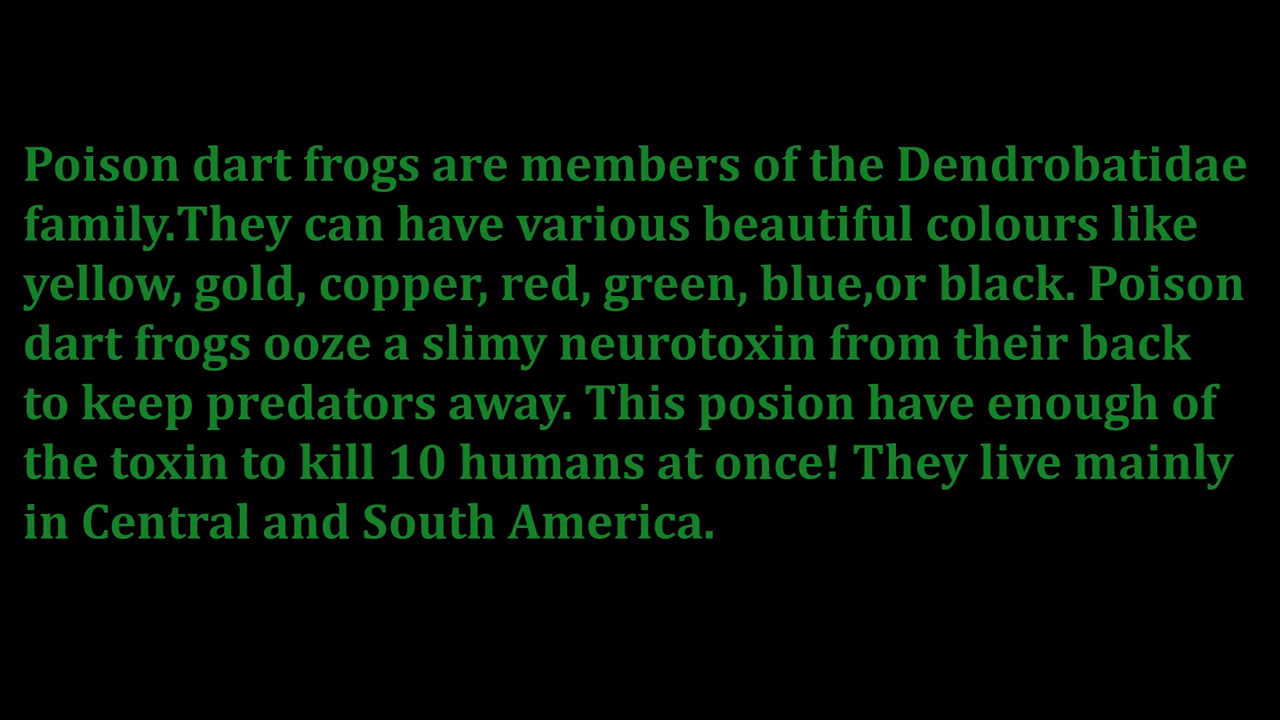 Poison dart frogs are members of the Dendrobatidae
family.They can have various beautiful colours like
yellow, gold, copper, red, green, blue,or black. Poison
dart frogs ooze a slimy neurotoxin from their back
to keep predators away. This posion have enough of
the toxin to kill 10 humans at once! They live mainly
in Central and South America.